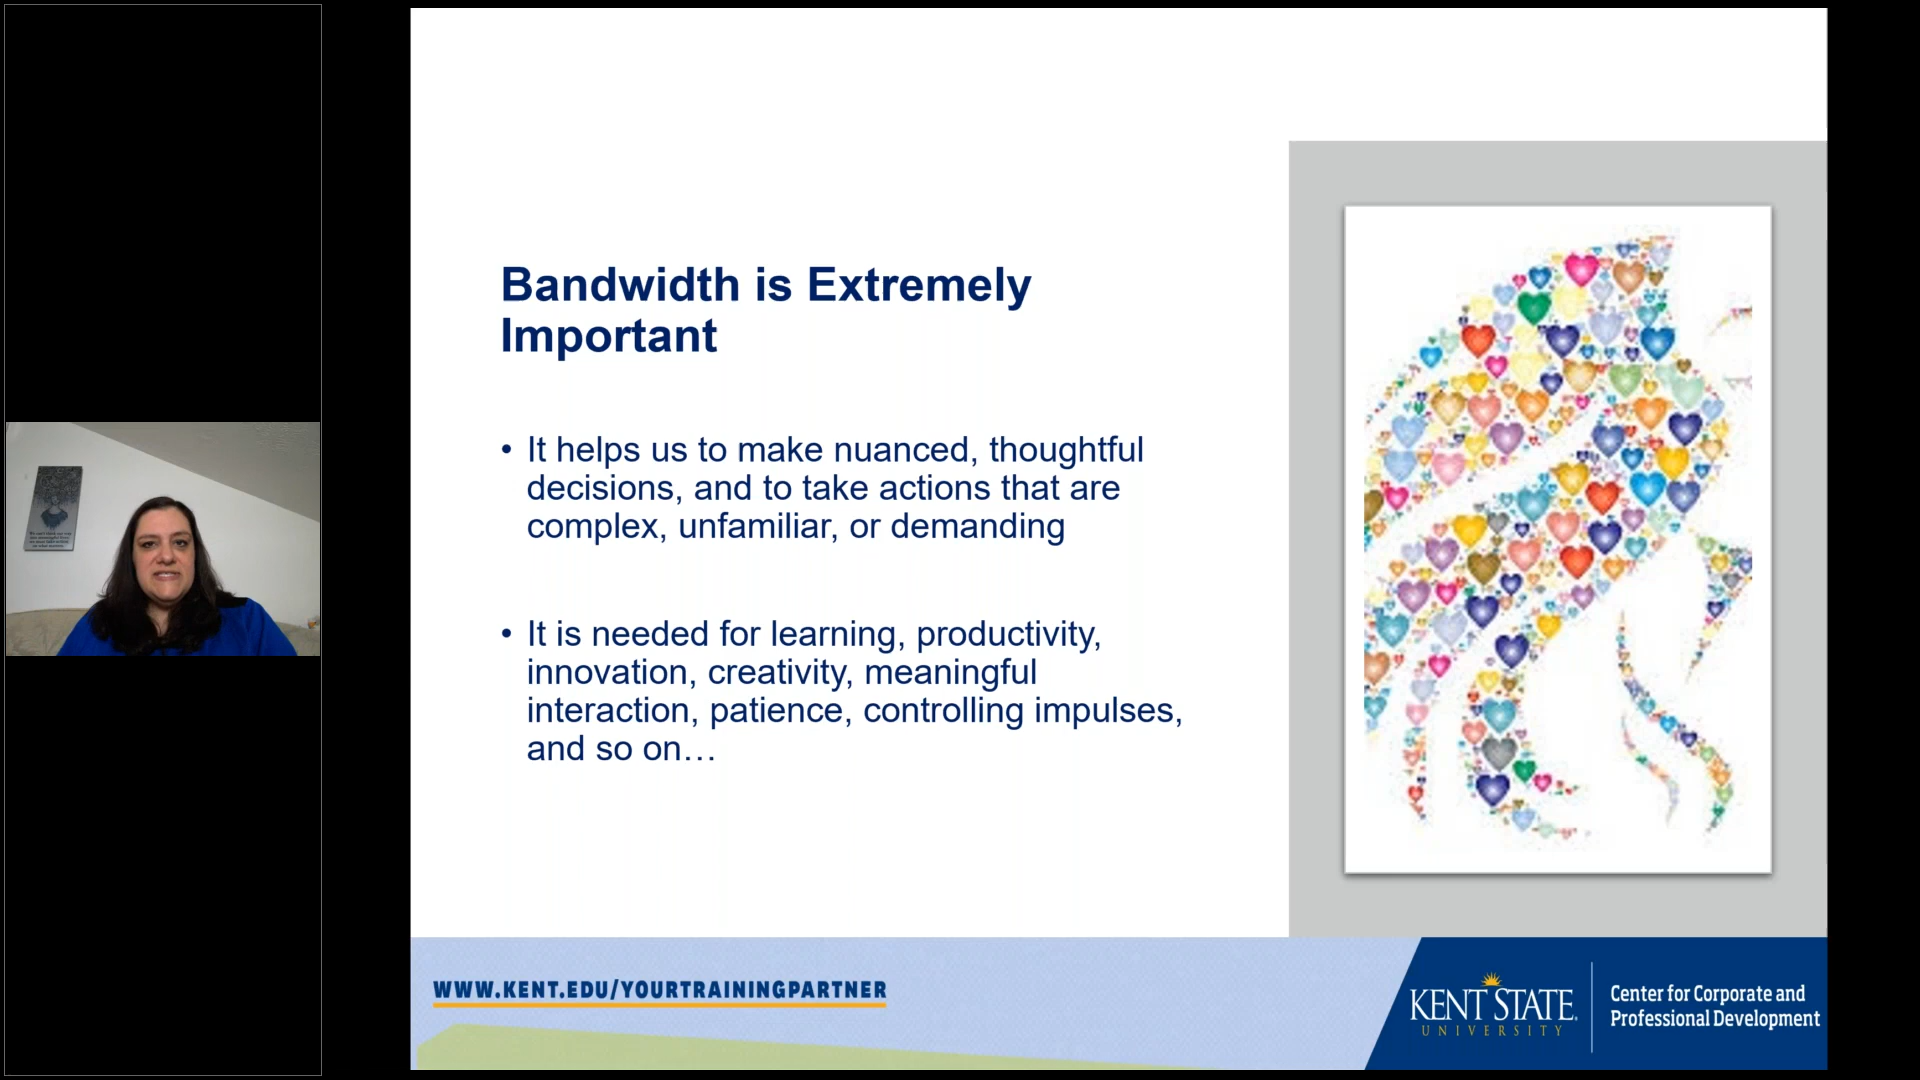 Bandwidth is Extremely
Important
• It helps us to make nuanced, thoughtful
decisions, and to take actions that are
complex, unfamiliar, or demanding
• It is needed for learning, productivity,
innovation, creativity, meaningful
interaction, patience, controlling impulses,
and so on…
WWW.KENT.EDU/YOURTRAININGPARTNER
KENT STATE
UNIVERSITY
Center for Corporate and
Professional Development